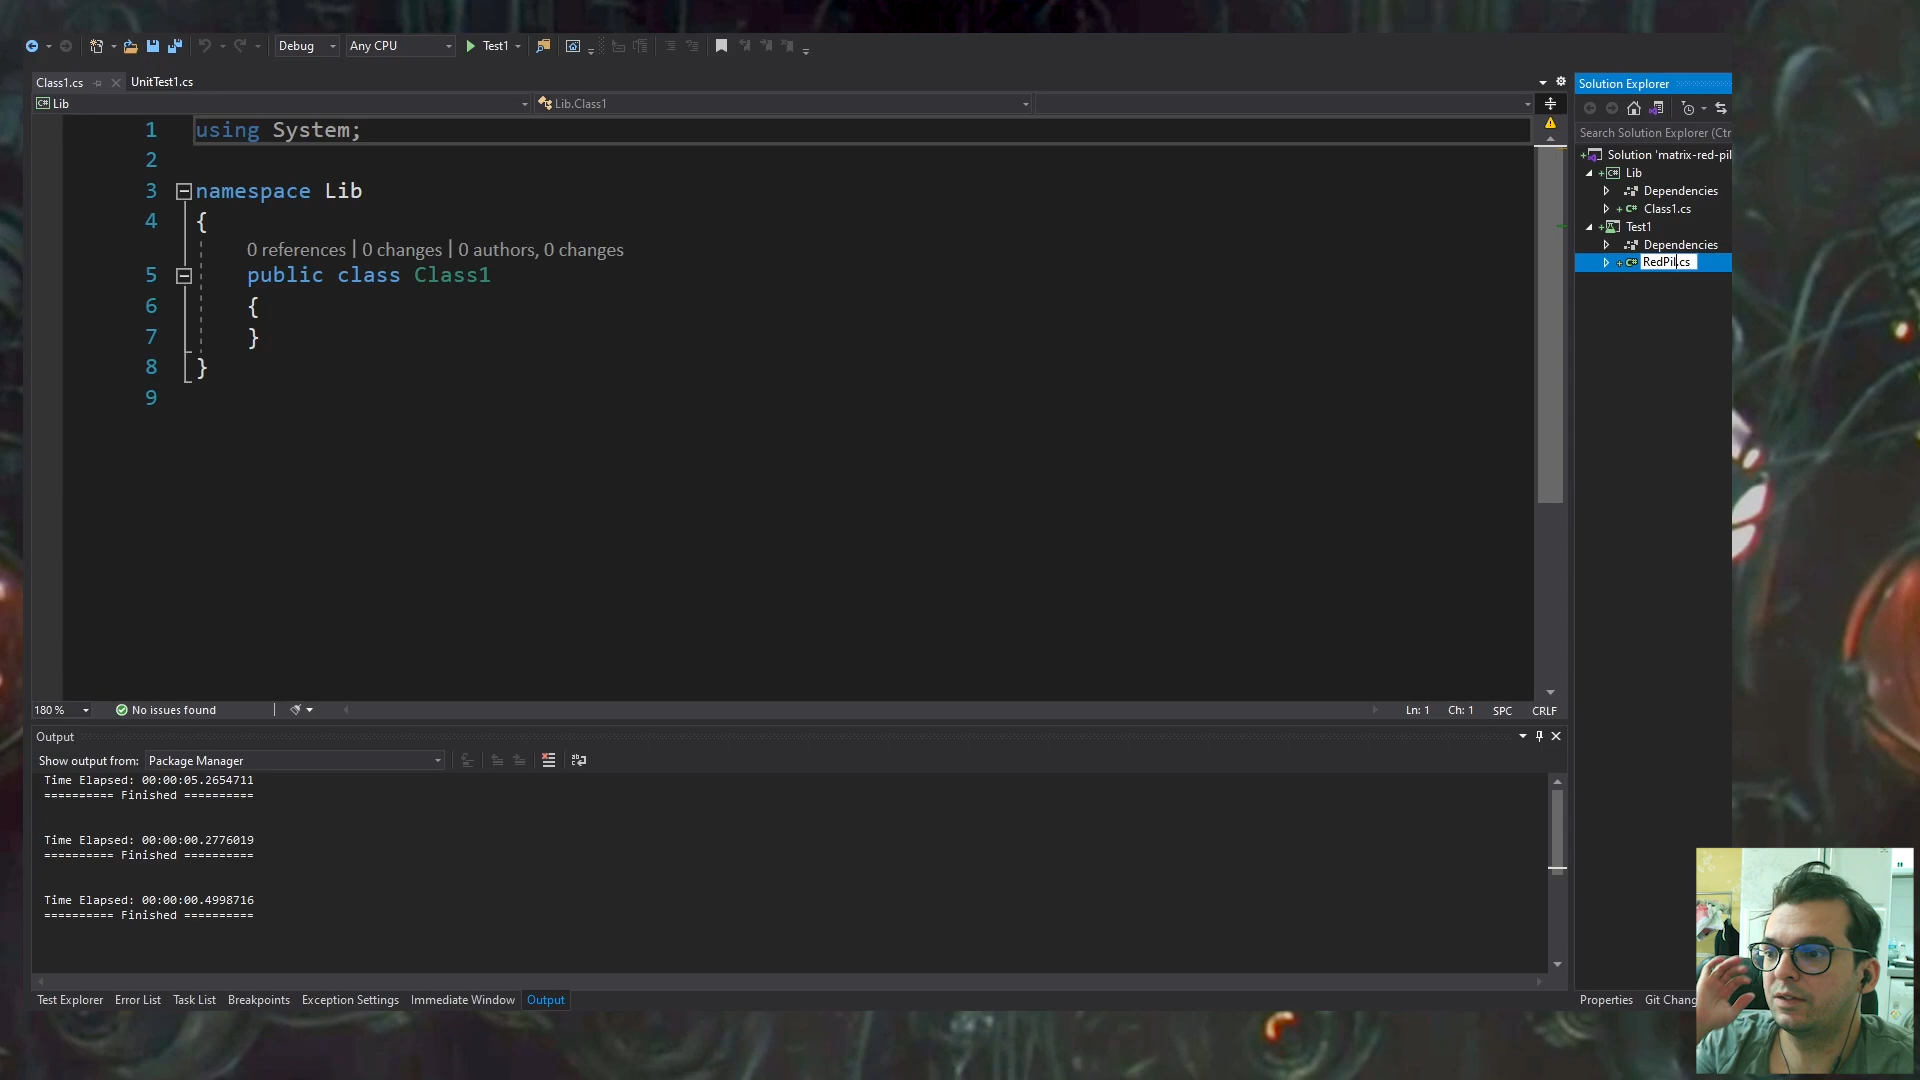 Debug
Any CPU
Test1
Class1.cs
UnitTest1.cs
Lib
Lib.Class1
1 using System;
2
3 namespace Lib
4 {
0 references | 0 changes | 0 authors, 0 changes
5 public class Class1
6 {
7 }
8 }
9
180 %
No issues found
Ln: 1
Ch: 1
SPC
CRLF
Output
Show output from: Package Manager
Time Elapsed: 00:00:05.2654711
========== Finished ==========
Time Elapsed: 00:00:00.2776019
========== Finished ==========
Time Elapsed: 00:00:00.4998716
========== Finished ==========
Test Explorer
Error List
Task List
Breakpoints
Exception Settings
Immediate Window
Output
Solution Explorer
Search Solution Explorer (Ctr
Solution 'matrix-red-pil
Lib
Dependencies
Class1.cs
Test1
Dependencies
RedPil.cs
Properties
Git Chang